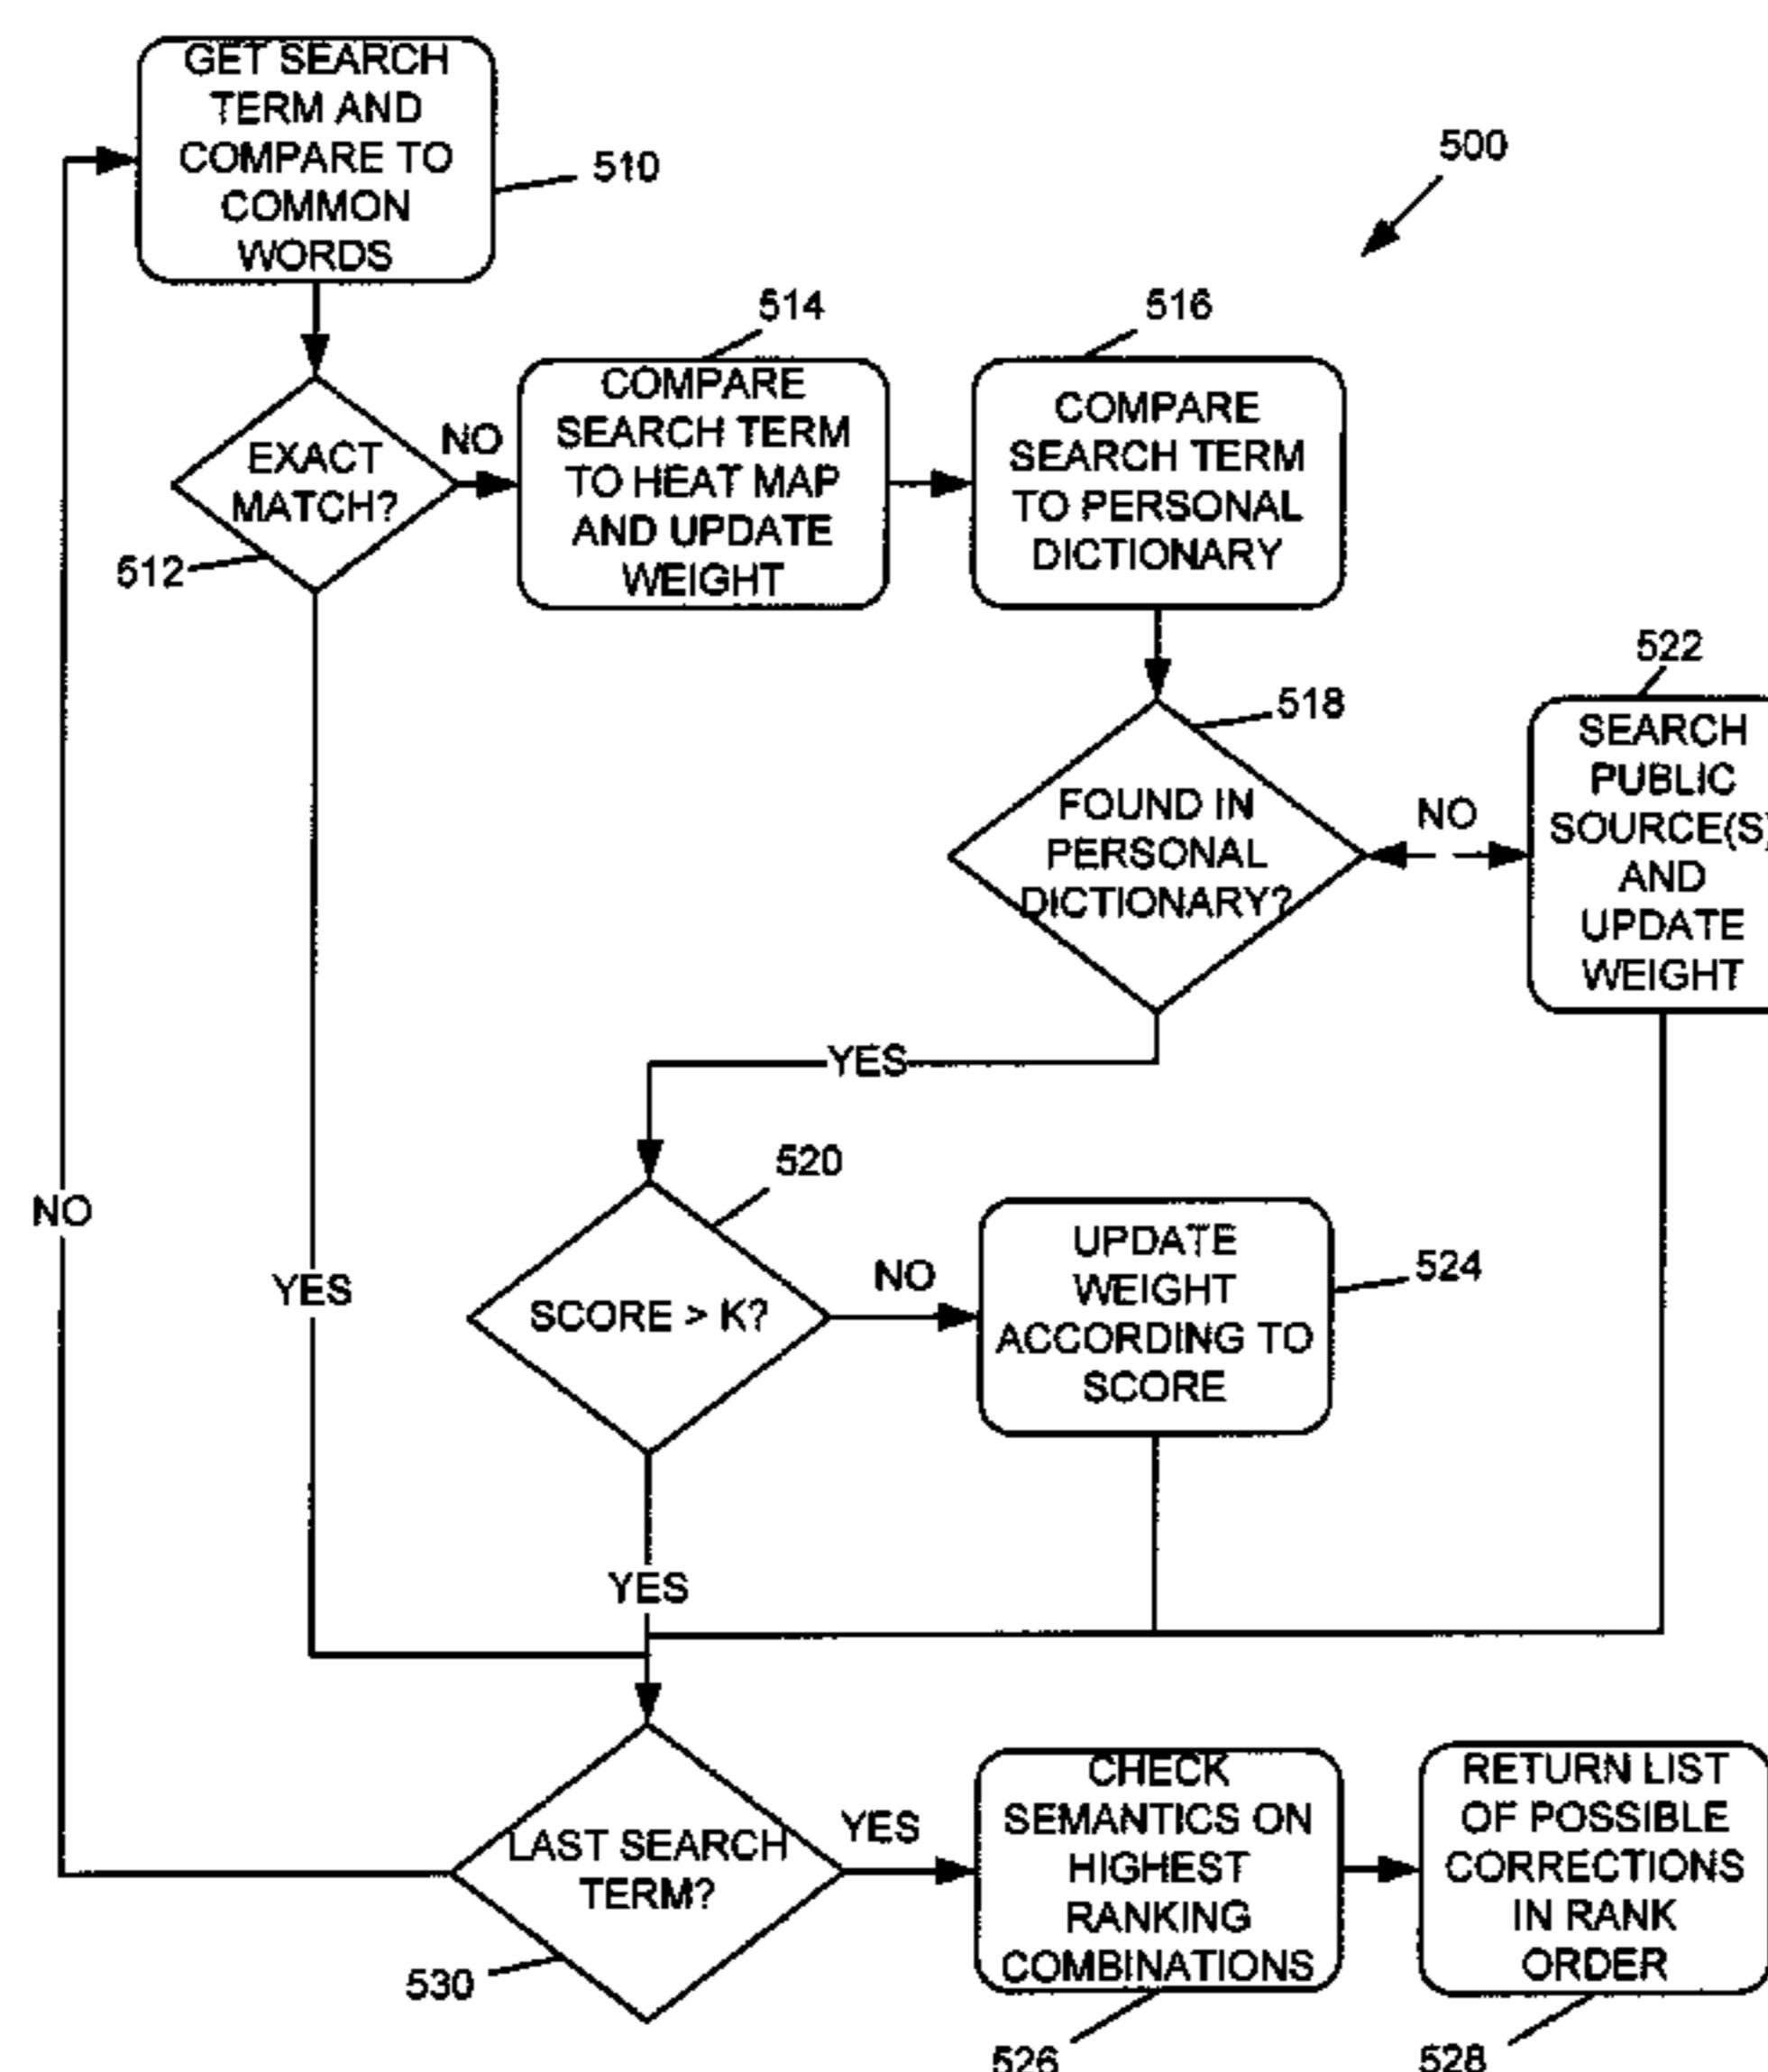 GET SEARCH
TERM AND
COMPARE TO
COMMON
WORDS
510
500
EXACT
MATCH?
512
NO
514
COMPARE
SEARCH TERM
TO HEAT MAP
AND UPDATE
WEIGHT
516
COMPARE
SEARCH TERM
TO PERSONAL
DICTIONARY
518
FOUND IN
PERSONAL
DICTIONARY?
NO
522
SEARCH
PUBLIC
SOURCE(S)
AND
UPDATE
WEIGHT
YES
520
SCORE > K?
NO
UPDATE
WEIGHT
ACCORDING TO
SCORE
524
NO
YES
YES
LAST SEARCH
TERM?
530
YES
CHECK
SEMANTICS ON
HIGHEST
RANKING
COMBINATIONS
526
RETURN LIST
OF POSSIBLE
CORRECTIONS
IN RANK
ORDER
528